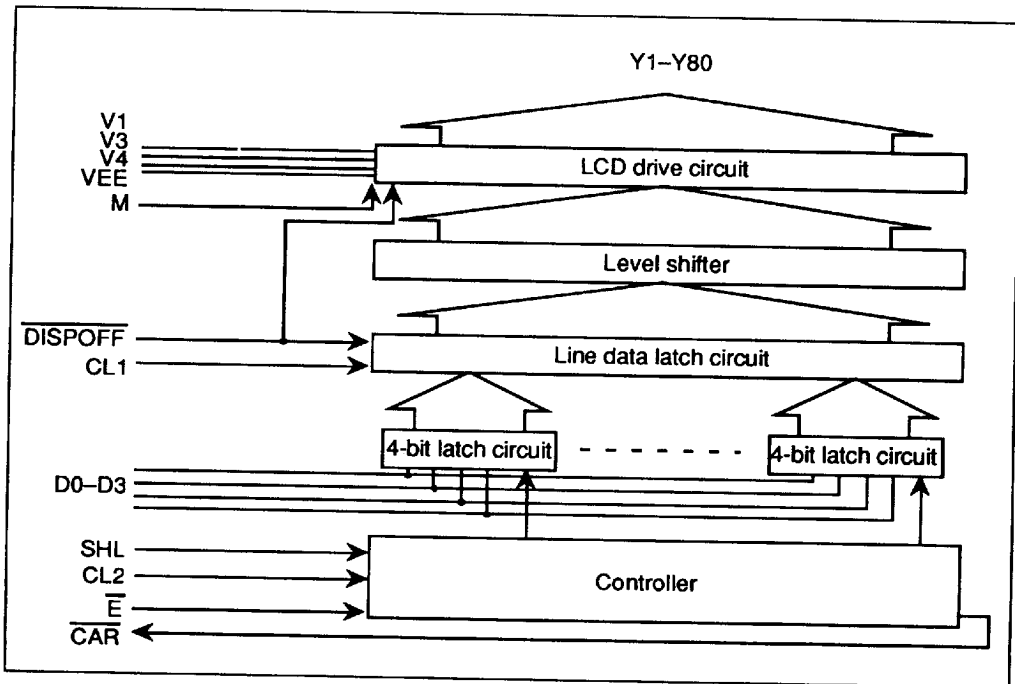 Y1–Y80
V1
V3
V4
VEE
M
LCD drive circuit
Level shifter
DISPOFF
CL1
Line data latch circuit
4-bit latch circuit
4-bit latch circuit
D0–D3
SHL
CL2
E
CAR
Controller